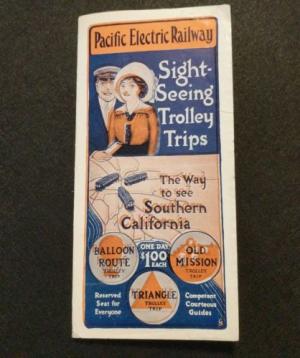 Pacific Electric Railway
Sight-
Seeing
Trolley
Trips
The Way
to see
Southern
California
BALLOON
ROUTE
TROLLEY
TRIP
ONE DAY
$1.00
EACH
OLD
MISSION
TROLLEY
TRIP
Reserved
Seat for
Everyone
TRIANGLE
TROLLEY
TRIP
Competent
Courteous
Guides